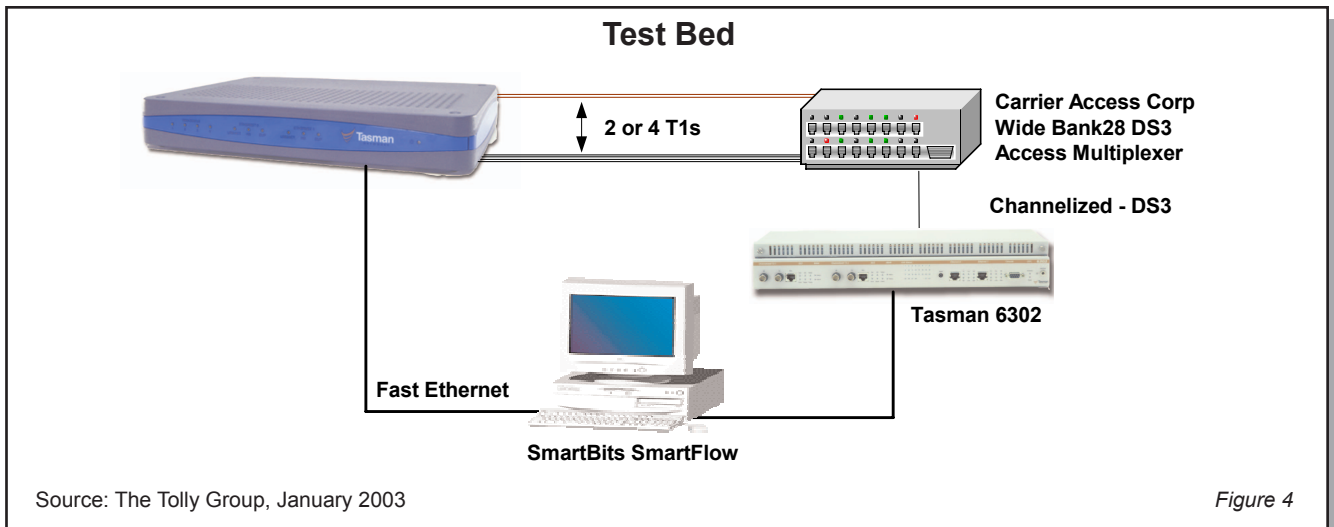 Test Bed
Tasman
2 or 4 T1s
Carrier Access Corp
Wide Bank28 DS3
Access Multiplexer
Channelized - DS3
Tasman 6302
Fast Ethernet
SmartBits SmartFlow
Source: The Tolly Group, January 2003
Figure 4